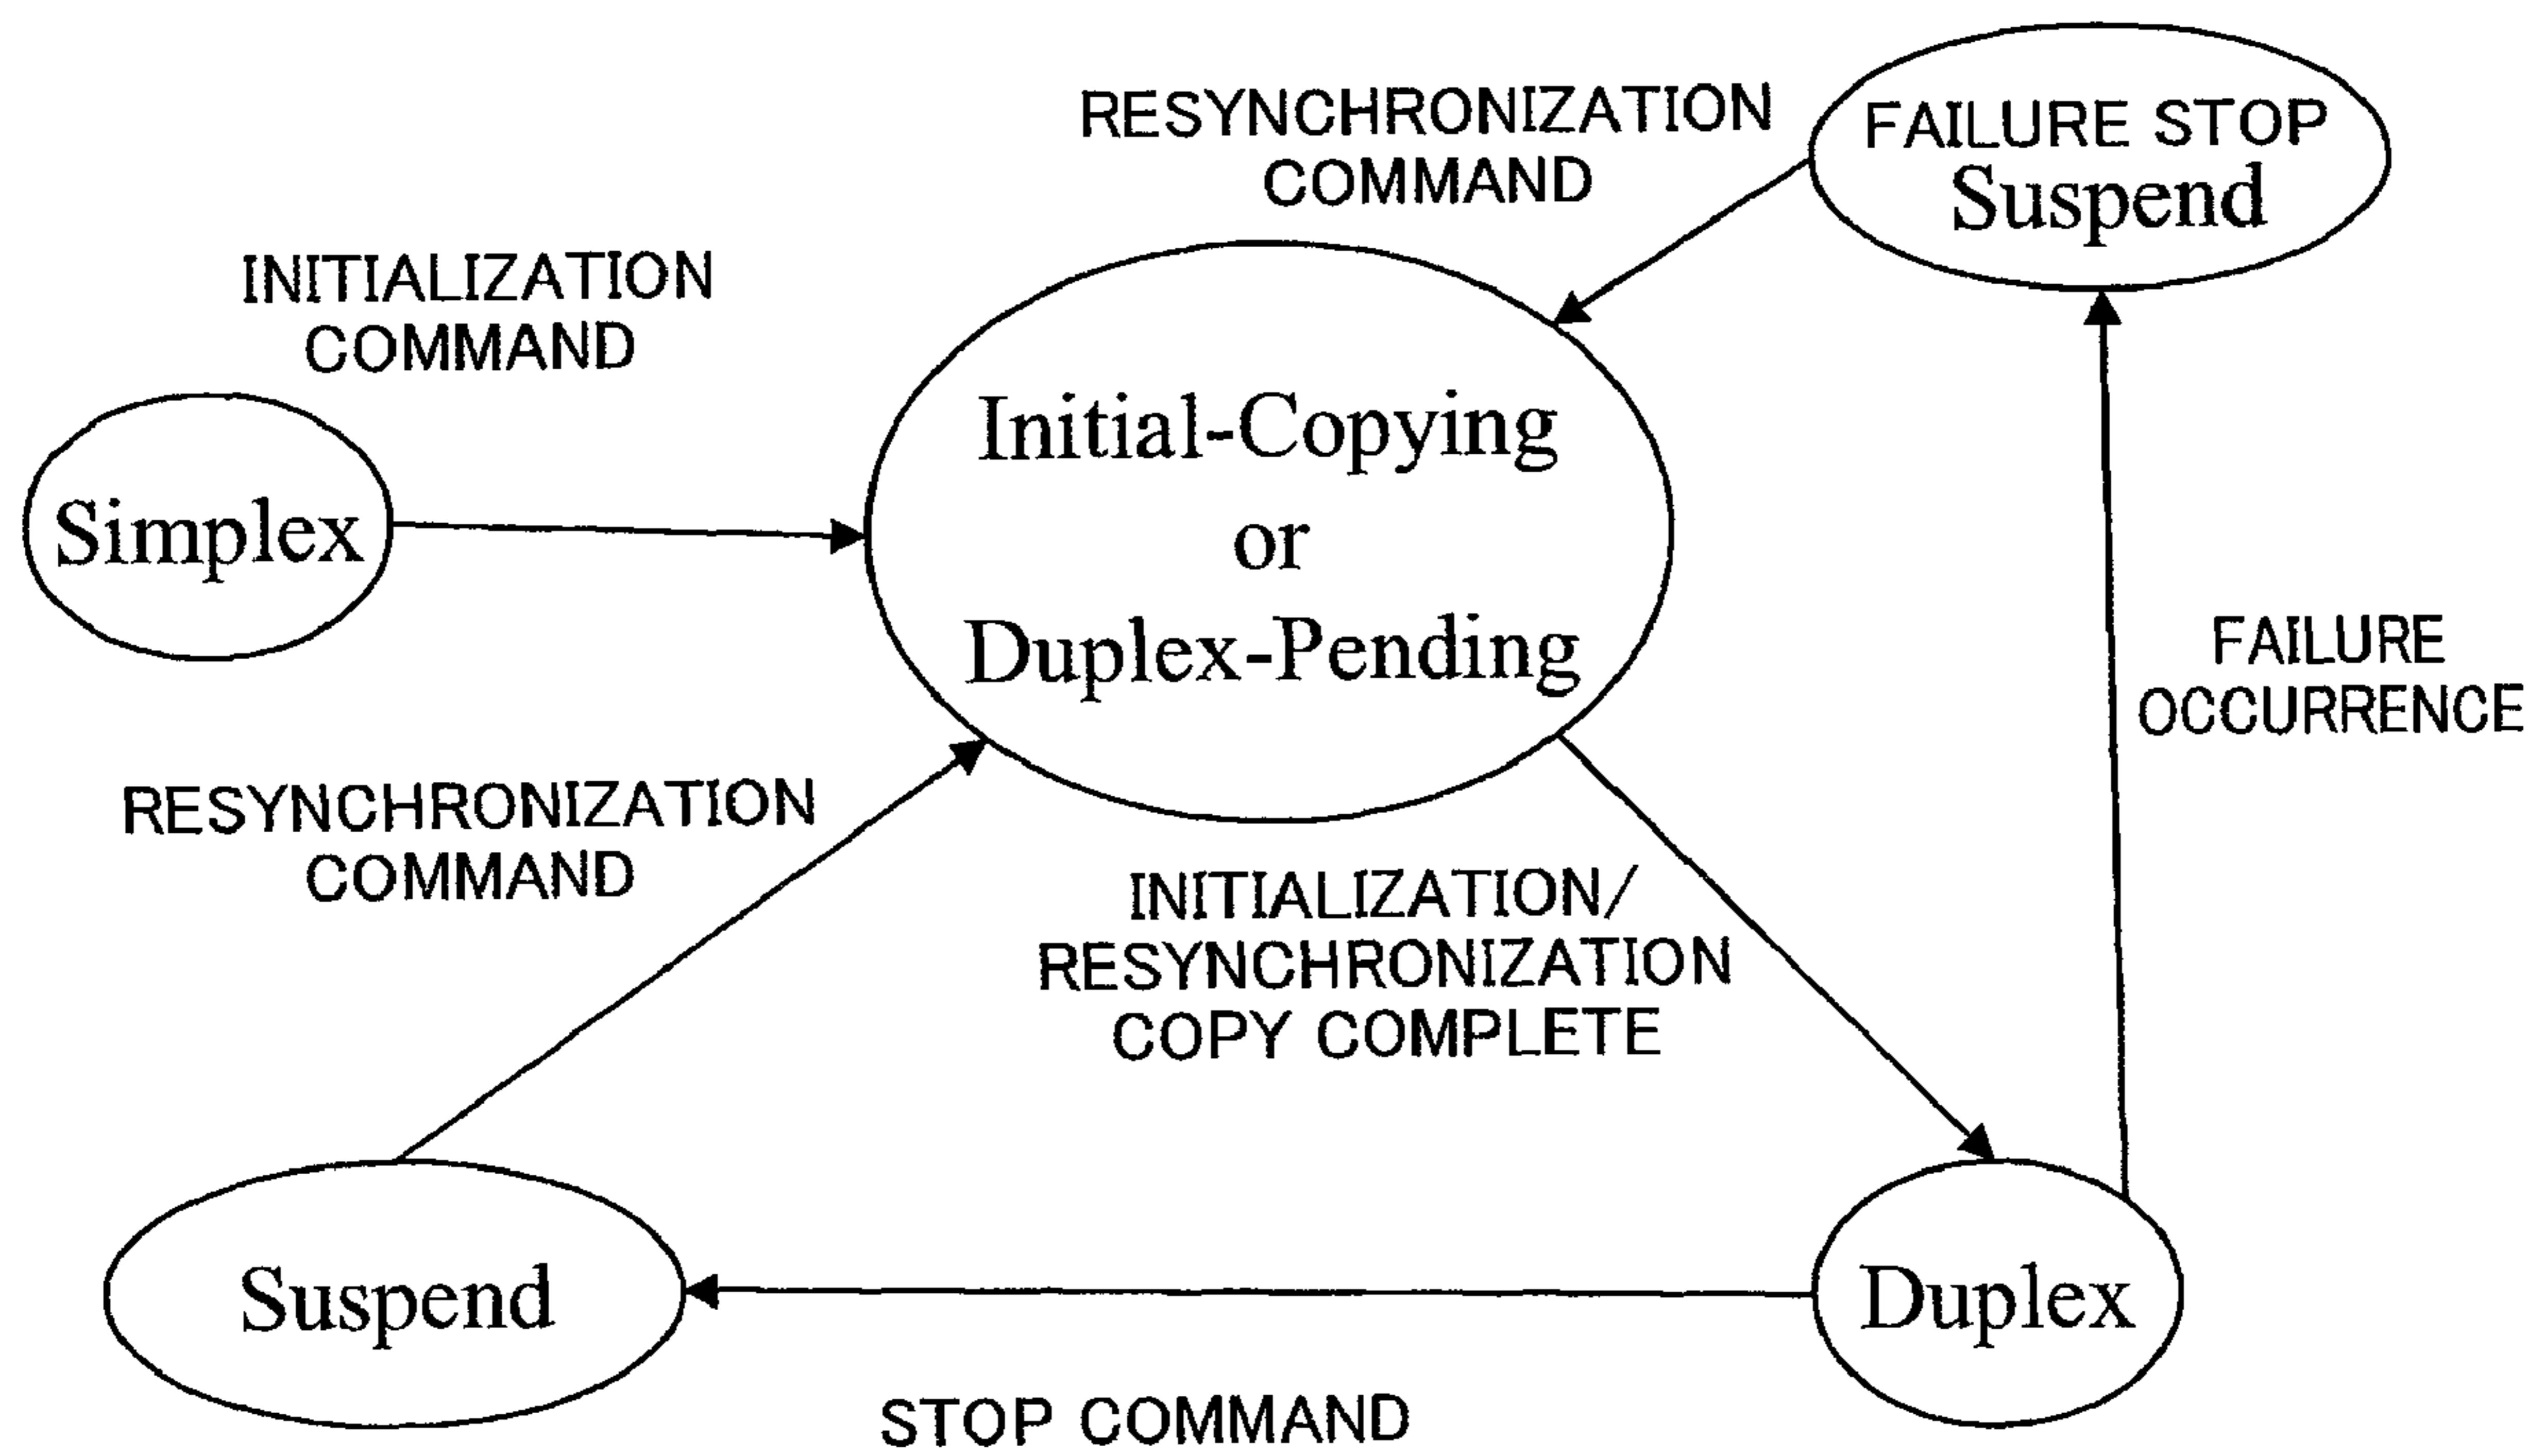 RESYNCHRONIZATION
COMMAND
FAILURE STOP
Suspend
INITIALIZATION
COMMAND
Simplex
Initial-Copying
or
Duplex-Pending
FAILURE
OCCURRENCE
RESYNCHRONIZATION
COMMAND
INITIALIZATION/
RESYNCHRONIZATION
COPY COMPLETE
Suspend
Duplex
STOP COMMAND